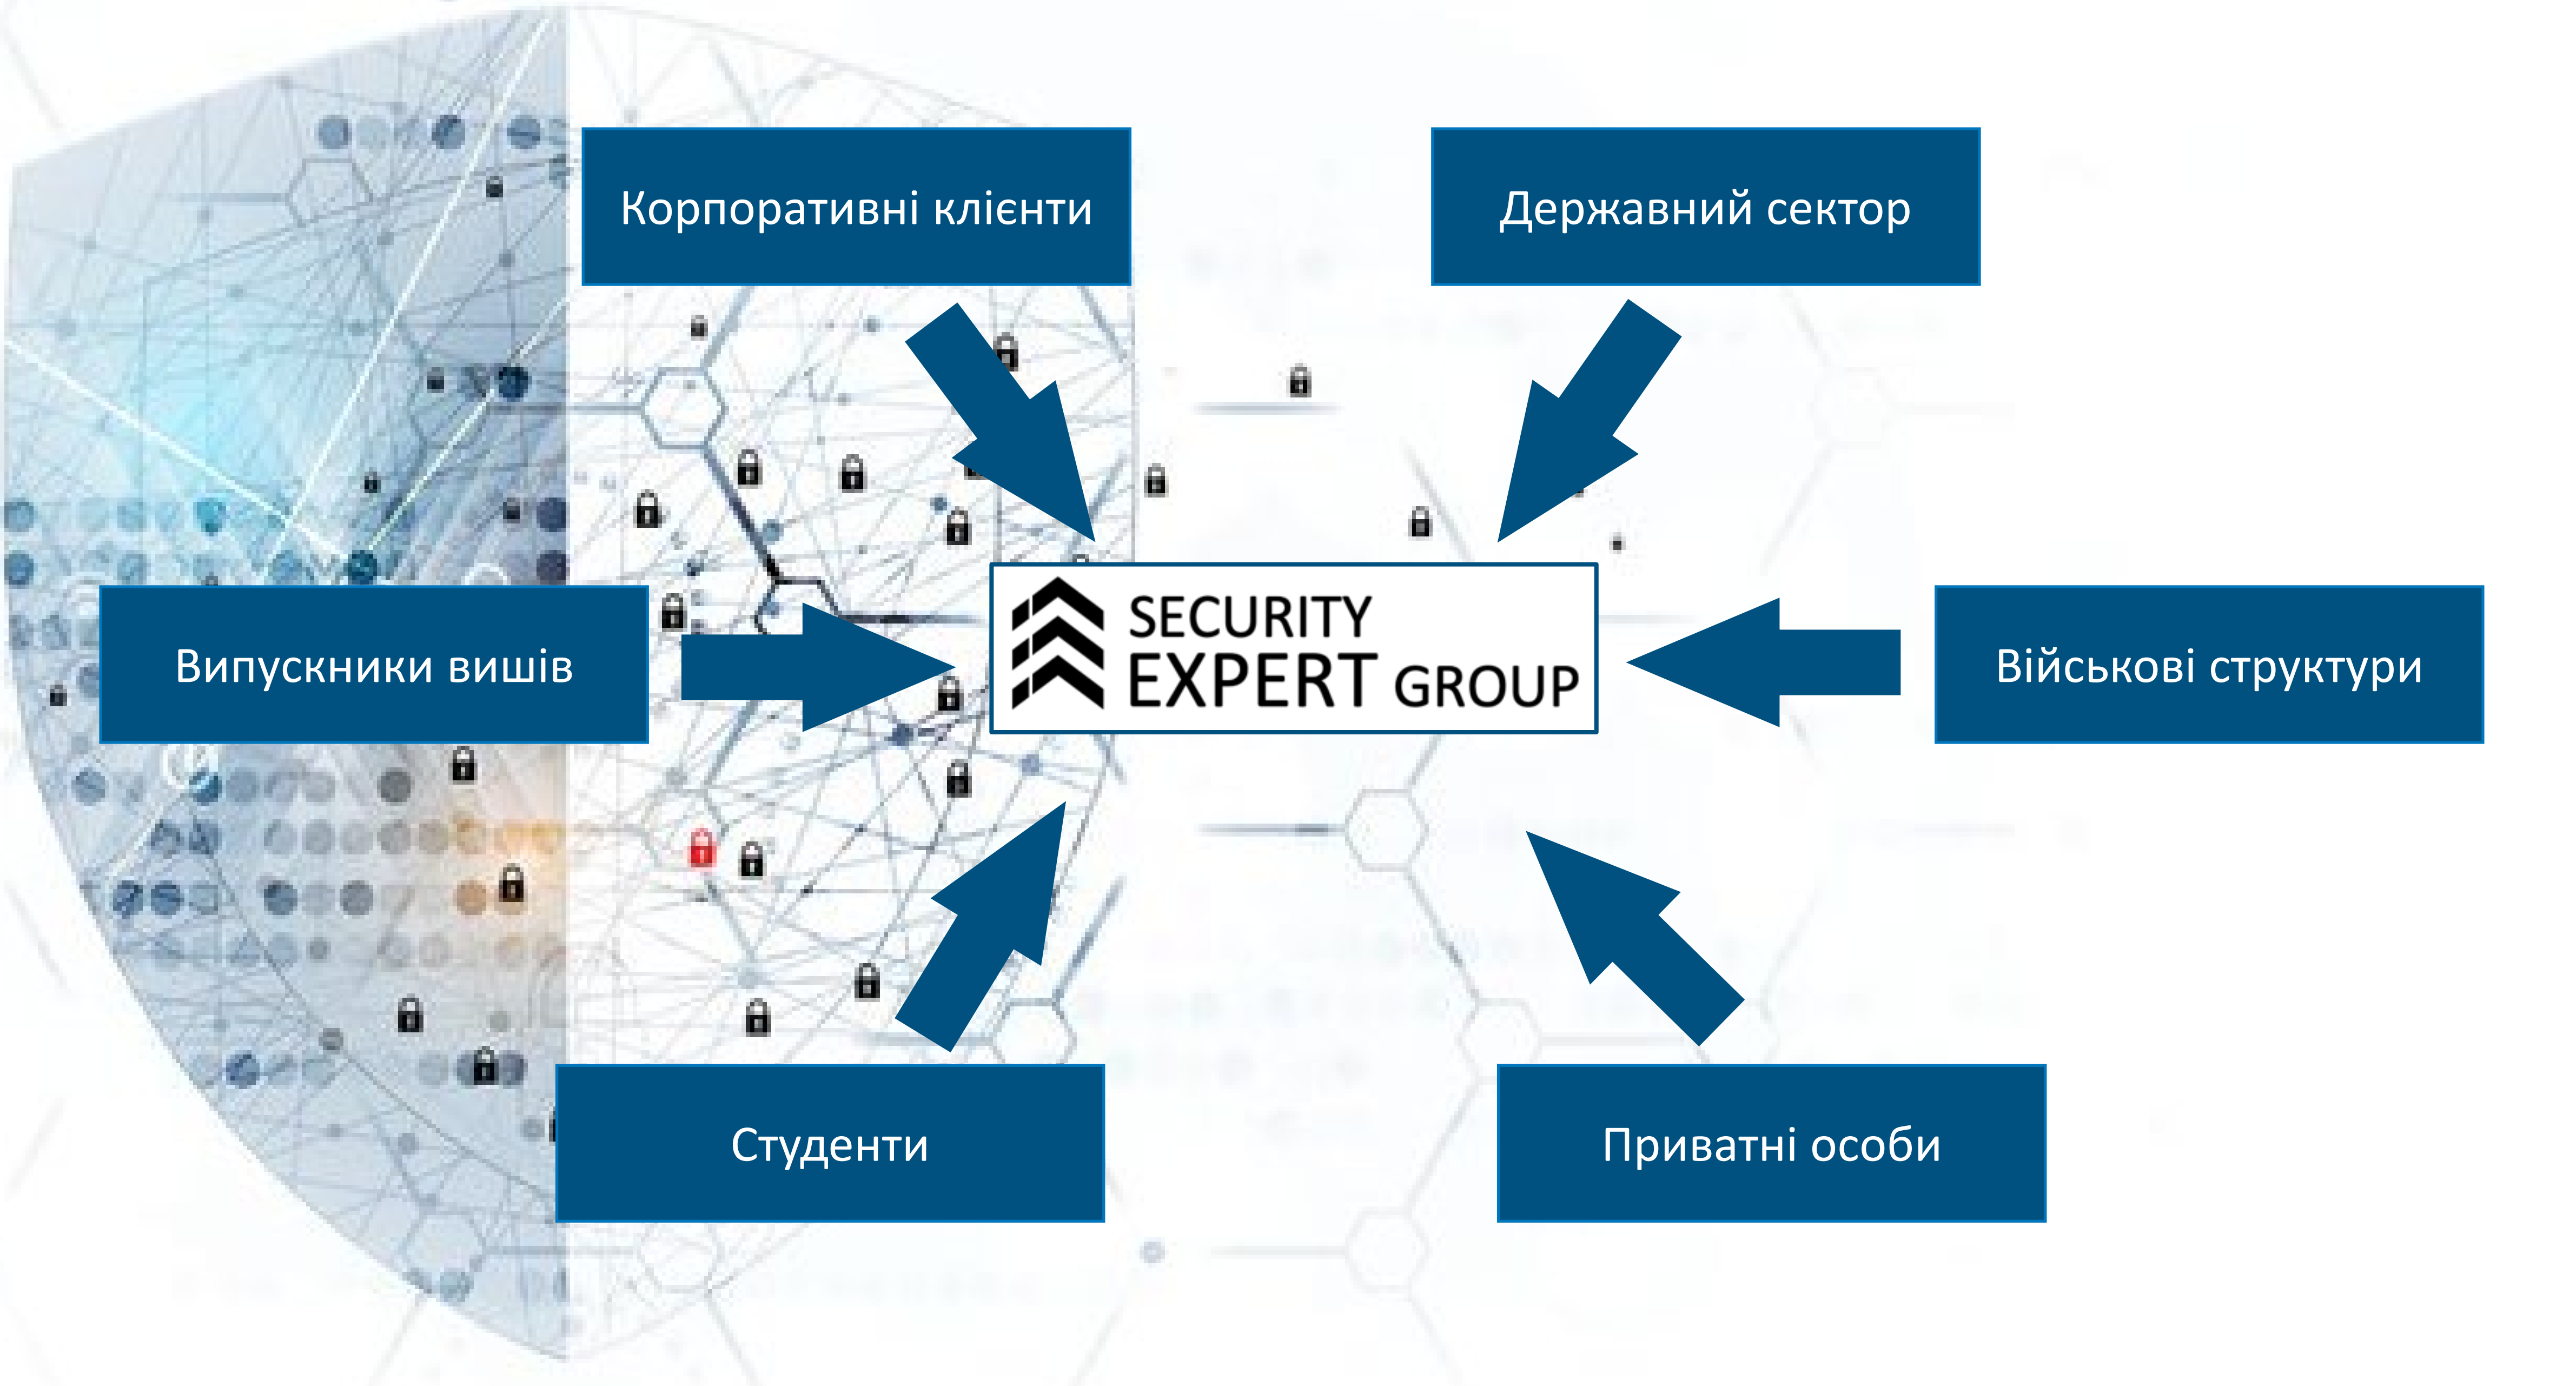 Корпоративні клієнти
Державний сектор
SECURITY
EXPERT GROUP
Випускники вишів
Військові структури
Студенти
Приватні особи